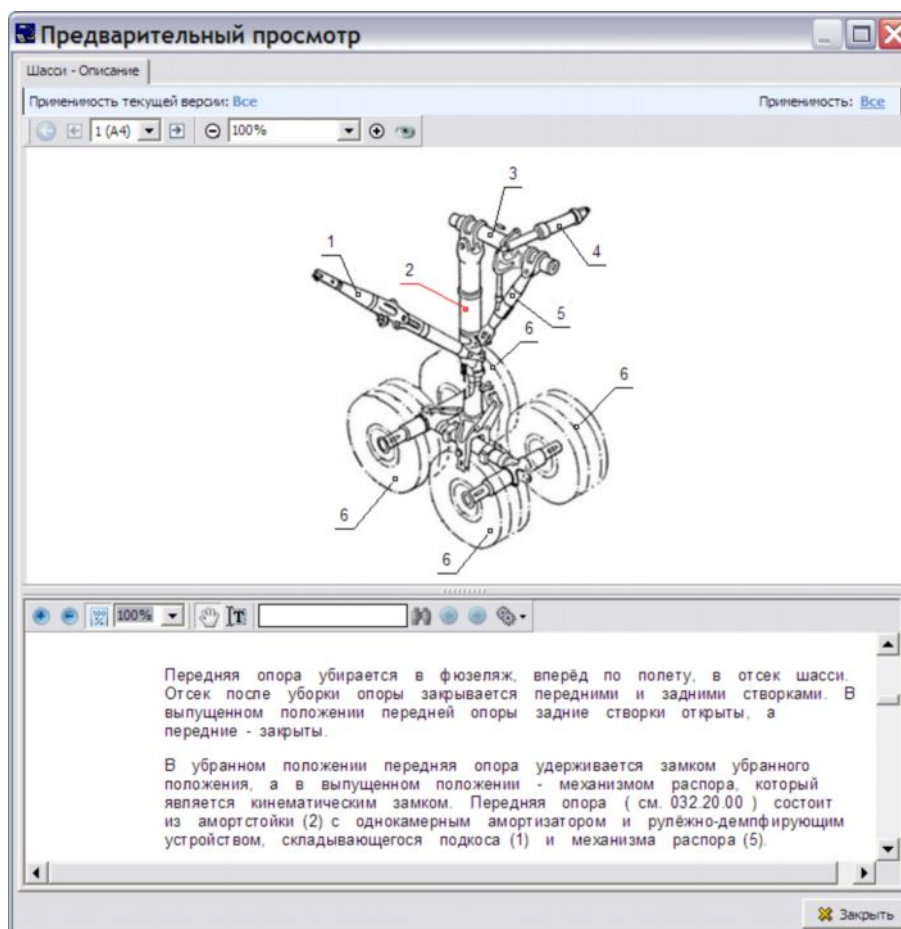 Предварительный просмотр
Шасси - Описание
Применимость текущей версии: Все
Применимость: Все
1 (A4)
100%
3
1
4
2
5
6
6
6
6
100%
T
Передняя опора убирается в фюзеляж, вперёд по полету, в отсек шасси.
Отсек после уборки опоры закрывается передними и задними створками. В
выпущенном положении передней опоры задние створки открыты, а
передние - закрыты.
В убранном положении передняя опора удерживается замком убранного
положения, а в выпущенном положении - механизмом распора, который
является кинематическим замком. Передняя опора ( см. 032.20.00 ) состоит
из амортстойки (2) с однокамерным амортизатором и рулёжно-демпфирующим
устройством, складывающегося подкоса (1) и механизма распора (5).
Закрыть